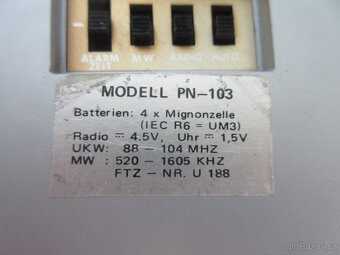 ALARM M.W RADIO AUTO
ZEIT
MODELL PN-103
Batterien: 4 x Mignonzelle
(IEC R6 = UM3)
Radio ⎓ 4.5V, Uhr ⎓ 1,5V
UKW: 88 - 104 MHZ
MW : 520 - 1605 KHZ
FTZ - NR. U 188